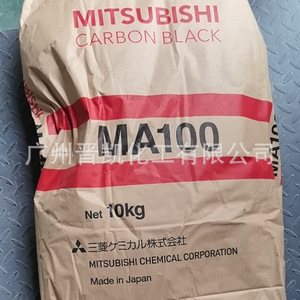 MITSUBISHI
CARBON BLACK
MA100
MA100
广州晋凯化工有限公司
Net 10kg
三菱ケミカル株式会社
MITSUBISHI CHEMICAL CORPORATION
Made in Japan